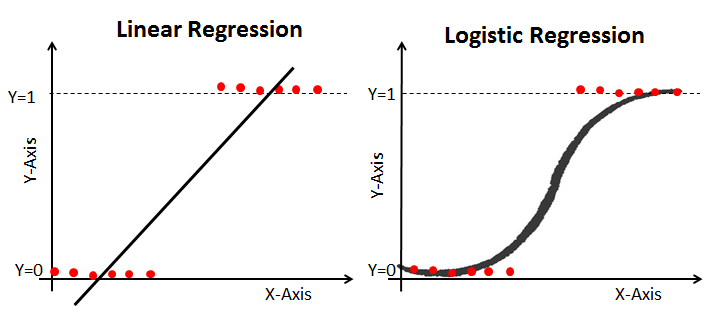 Linear Regression
Y=1
Y-Axis
Y=0
X-Axis
Logistic Regression
Y=1
Y-Axis
Y=0
X-Axis